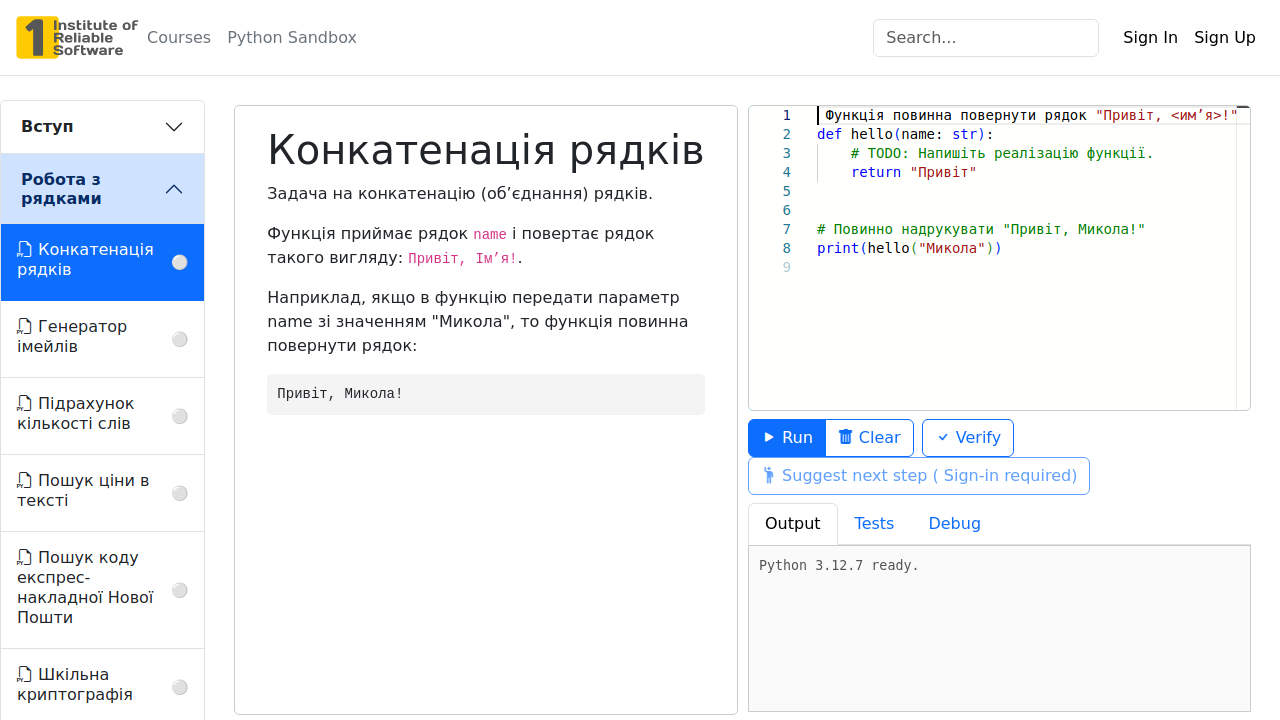 Institute of
Reliable
Software
Courses
Python Sandbox
Search...
Sign In
Sign Up
Вступ
Робота з
рядками
Конкатенація
рядків
Генератор
імейлів
Підрахунок
кількості слів
Пошук ціни в
тексті
Пошук коду
експрес-
накладної Нової
Пошти
Шкільна
криптографія
Конкатенація рядків
Задача на конкатенацію (об’єднання) рядків.
Функція приймає рядок name і повертає рядок
такого вигляду: Привіт, Ім’я!.
Наприклад, якщо в функцію передати параметр
name зі значенням "Микола", то функція повинна
повернути рядок:
Привіт, Микола!
1 Функція повинна повернути рядок "Привіт, <им’я>!"
2 def hello(name: str):
3 # TODO: Напишіть реалізацію функції.
4 return "Привіт"
5
6
7 # Повинно надрукувати "Привіт, Микола!"
8 print(hello("Микола"))
9
Run
Clear
Verify
Suggest next step ( Sign-in required)
Output
Tests
Debug
Python 3.12.7 ready.